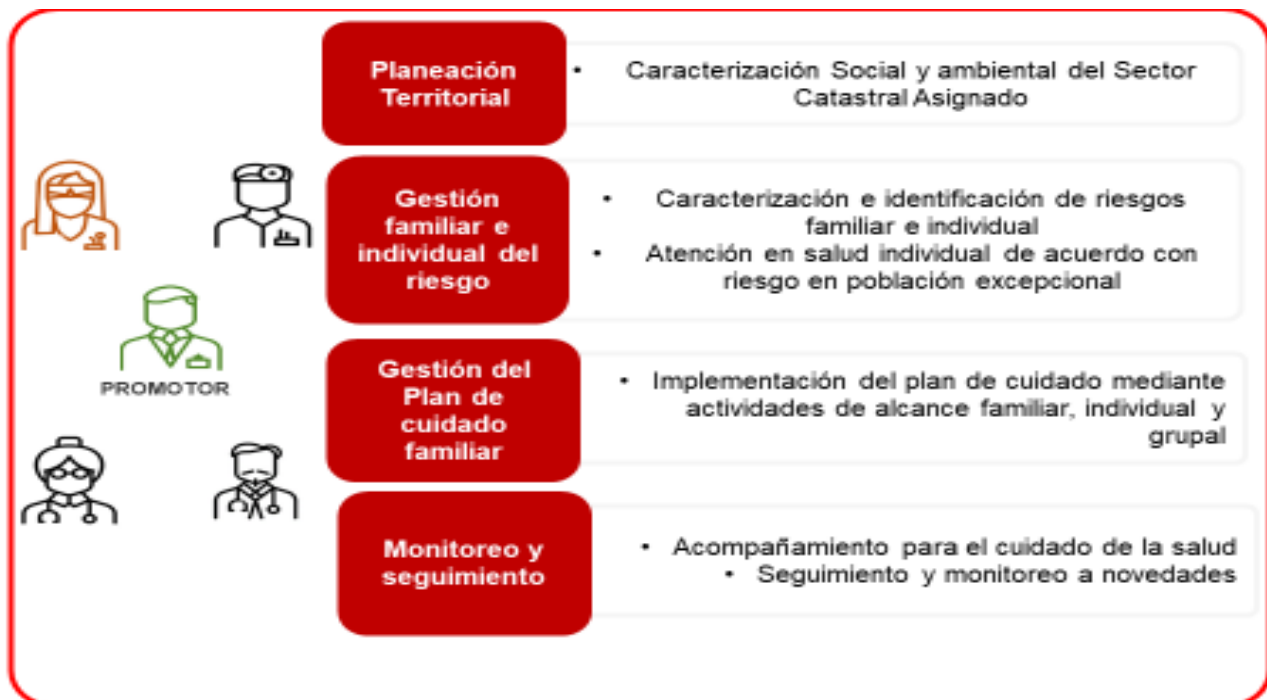 Planeación
Territorial
• Caracterización Social y ambiental del Sector
Catastral Asignado
Gestión
familiar e
individual del
riesgo
• Caracterización e identificación de riesgos
familiar e individual
• Atención en salud individual de acuerdo con
riesgo en población excepcional
PROMOTOR
Gestión del
Plan de
cuidado
familiar
• Implementación del plan de cuidado mediante
actividades de alcance familiar, individual y
grupal
Monitoreo y
seguimiento
• Acompañamiento para el cuidado de la salud
• Seguimiento y monitoreo a novedades